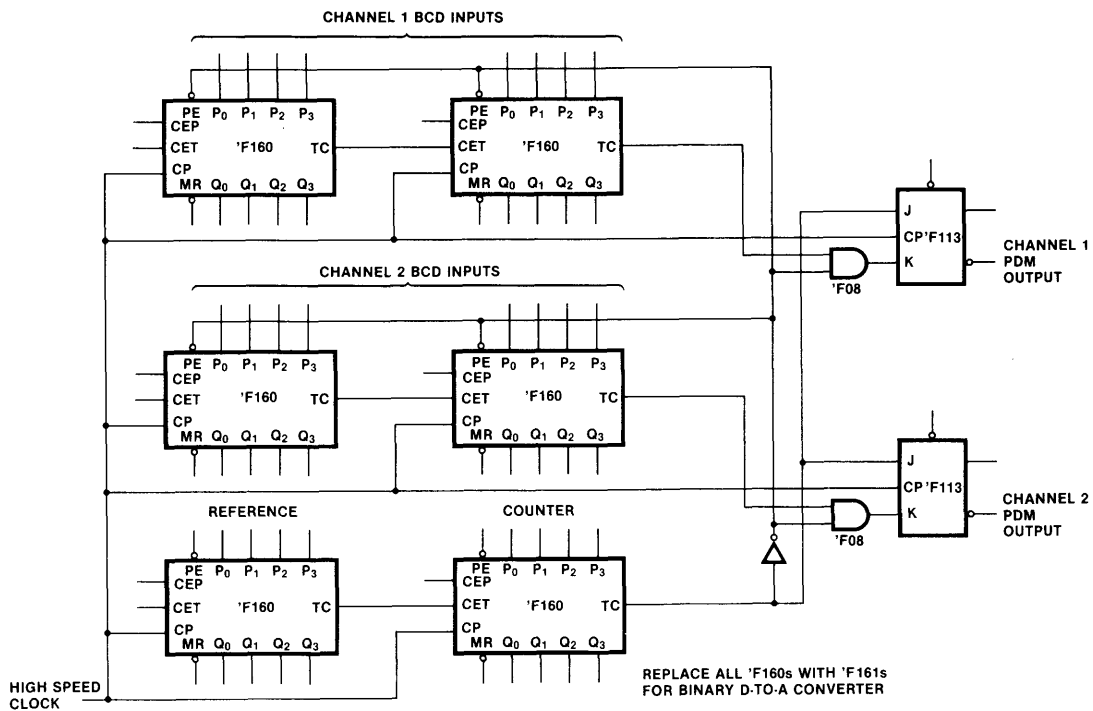 CHANNEL 1 BCD INPUTS
PE P0 P1 P2 P3
CEP
CET 'F160 TC
CP
MR Q0 Q1 Q2 Q3
PE P0 P1 P2 P3
CEP
CET 'F160 TC
CP
MR Q0 Q1 Q2 Q3
J
CP 'F113
K
'F08
CHANNEL 1
PDM
OUTPUT
CHANNEL 2 BCD INPUTS
PE P0 P1 P2 P3
CEP
CET 'F160 TC
CP
MR Q0 Q1 Q2 Q3
PE P0 P1 P2 P3
CEP
CET 'F160 TC
CP
MR Q0 Q1 Q2 Q3
J
CP 'F113
K
'F08
CHANNEL 2
PDM
OUTPUT
REFERENCE COUNTER
PE P0 P1 P2 P3
CEP
CET 'F160 TC
CP
MR Q0 Q1 Q2 Q3
PE P0 P1 P2 P3
CEP
CET 'F160 TC
CP
MR Q0 Q1 Q2 Q3
HIGH SPEED
CLOCK
REPLACE ALL 'F160s WITH 'F161s
FOR BINARY D-TO-A CONVERTER